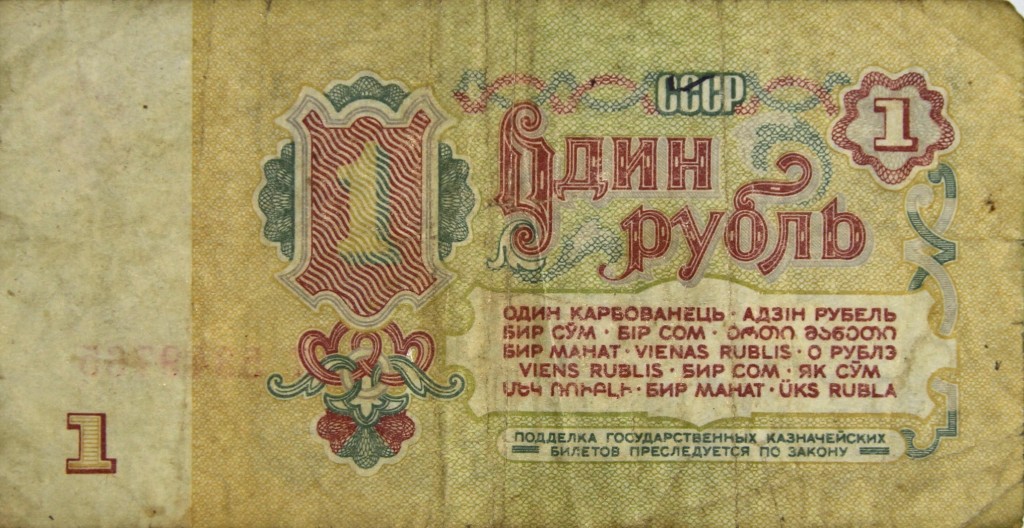 СССР
1
1
Один
рубль
ОДИН КАРБОВАНЕЦЬ · АДЗІН РУБЕЛЬ
БИР СЎМ · БІР СОМ · ᲔᲠᲗᲘ ᲛᲐᲜᲔᲗᲘ
БИР МАНАТ · VIENAS RUBLIS · О РУБЛЭ
VIENS RUBLIS · БИР СОМ · ЯК СЎМ
ՄԵԿ ՌՈՒԲԼԻ · БИР МАНАТ · ÜKS RUBLA
ПОДДЕЛКА ГОСУДАРСТВЕННЫХ КАЗНАЧЕЙСКИХ
БИЛЕТОВ ПРЕСЛЕДУЕТСЯ ПО ЗАКОНУ
1